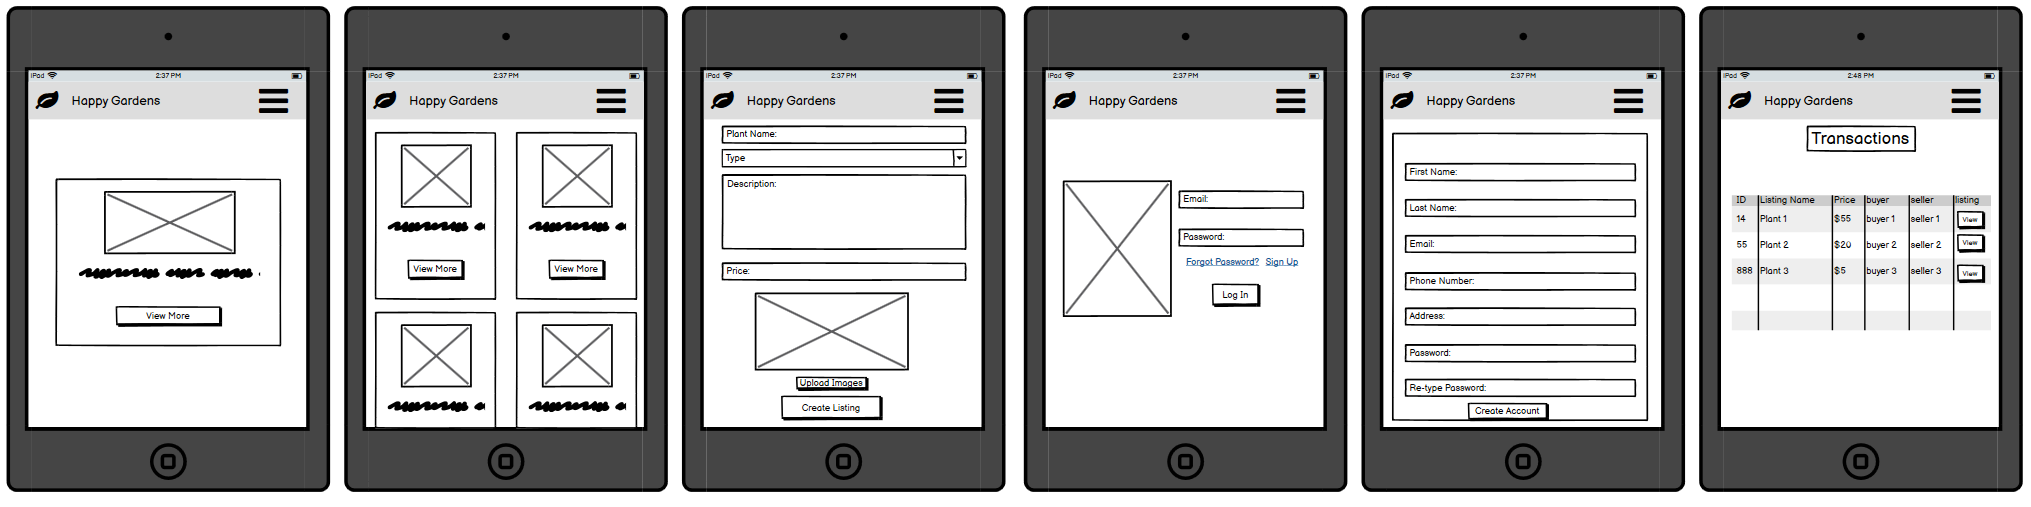 iPad 2:37 PM
Happy Gardens
View More
iPad 2:37 PM
Happy Gardens
View More View More
iPad 2:37 PM
Happy Gardens
Plant Name:
Type
Description:
Price:
Upload Images
Create Listing
iPad 2:37 PM
Happy Gardens
Email:
Password:
Forgot Password? Sign Up
Log In
iPad 2:37 PM
Happy Gardens
First Name:
Last Name:
Email:
Phone Number:
Address:
Password:
Re-type Password:
Create Account
iPad 2:48 PM
Happy Gardens
Transactions
ID Listing Name Price buyer seller listing
14 Plant 1 $55 buyer 1 seller 1 View
55 Plant 2 $20 buyer 2 seller 2 View
888 Plant 3 $5 buyer 3 seller 3 View